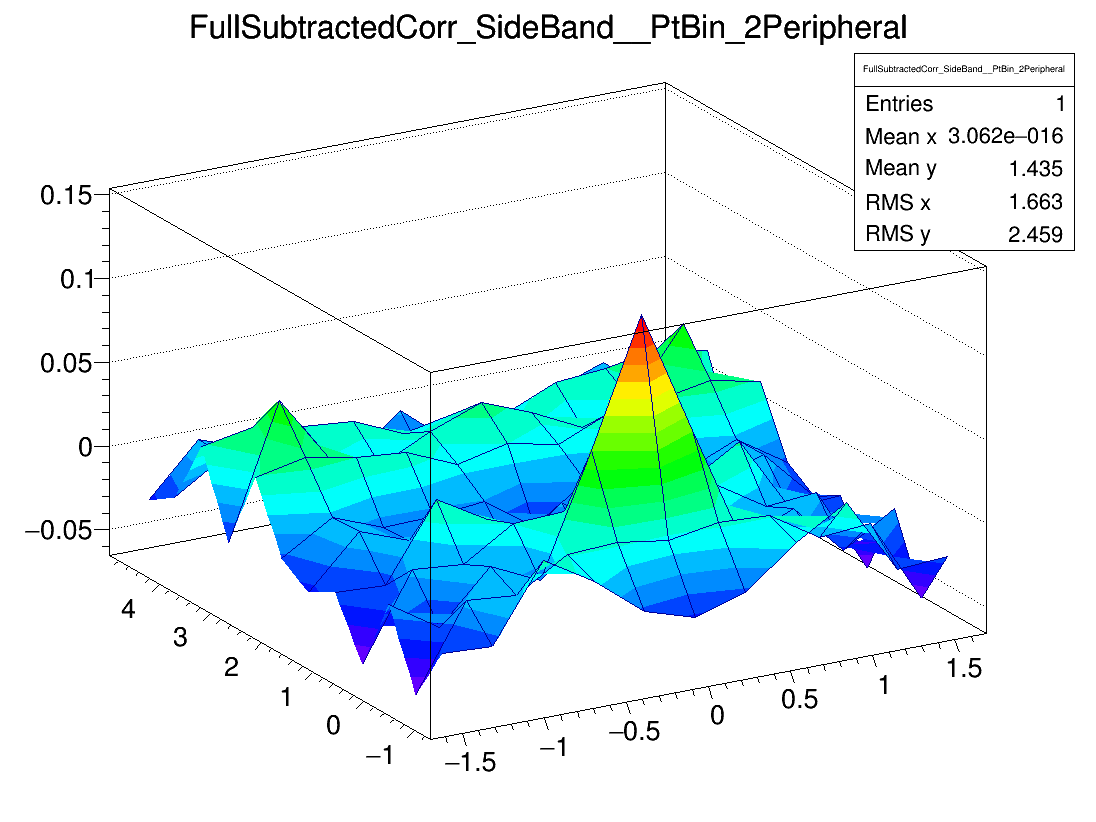 FullSubtractedCorr_SideBand__PtBin_2Peripheral
FullSubtractedCorr_SideBand__PtBin_2Peripheral
Entries 1
Mean x 3.062e−016
Mean y 1.435
RMS x 1.663
RMS y 2.459
0.15
0.1
0.05
0
−0.05
4
3
2
1
0
−1
−1.5
−1
−0.5
0
0.5
1
1.5